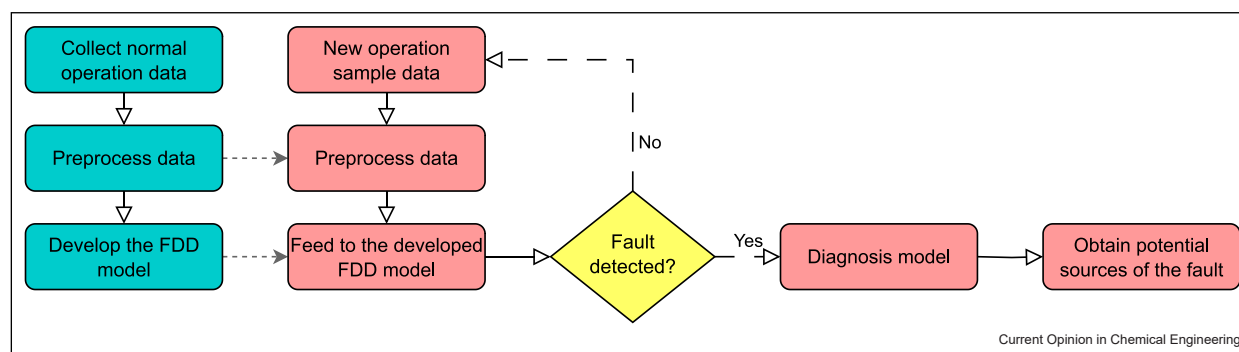 Collect normal
operation data
Preprocess data
Develop the FDD
model
New operation
sample data
Preprocess data
Feed to the developed
FDD model
Fault
detected?
No
Yes
Diagnosis model
Obtain potential
sources of the fault
Current Opinion in Chemical Engineering